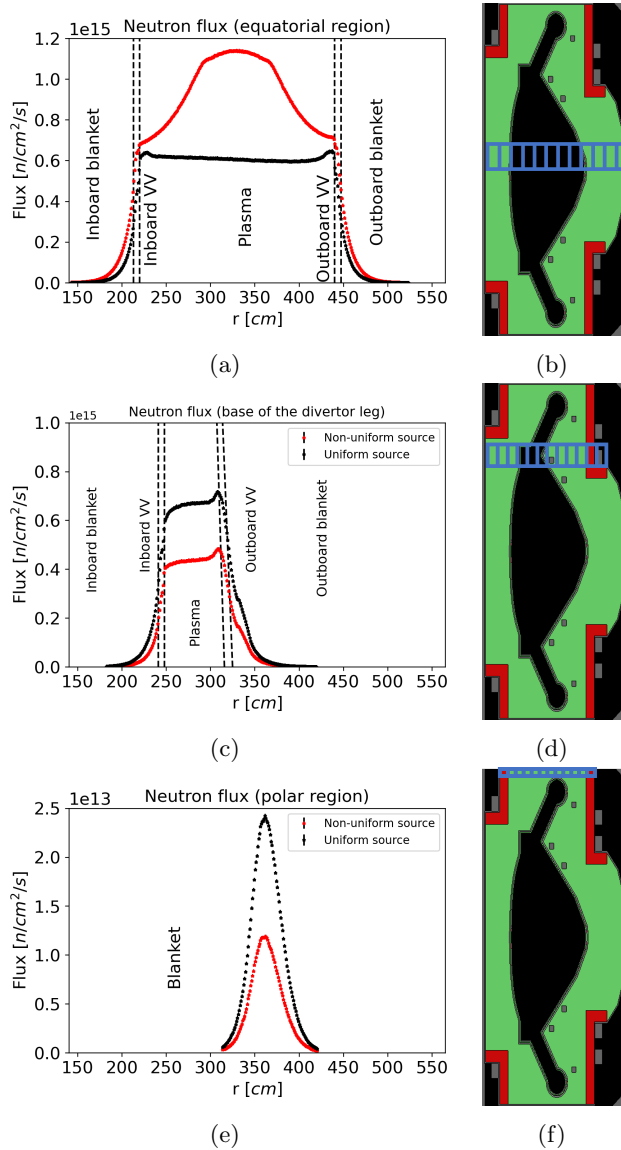 1e15
Neutron flux (equatorial region)
Flux [n/cm²/s]
1.2
1.0
0.8
0.6
0.4
0.2
0.0
Inboard blanket
Inboard VV
Plasma
Outboard VV
Outboard blanket
150 200 250 300 350 400 450 500 550
r [cm]
(a)
(b)
1e15
Neutron flux (base of the divertor leg)
Flux [n/cm²/s]
1.0
0.8
0.6
0.4
0.2
0.0
Non-uniform source
Uniform source
Inboard blanket
Inboard VV
Plasma
Outboard VV
Outboard blanket
150 200 250 300 350 400 450 500 550
r [cm]
(c)
(d)
1e13
Neutron flux (polar region)
Flux [n/cm²/s]
2.5
2.0
1.5
1.0
0.5
0.0
Non-uniform source
Uniform source
Blanket
150 200 250 300 350 400 450 500 550
r [cm]
(e)
(f)